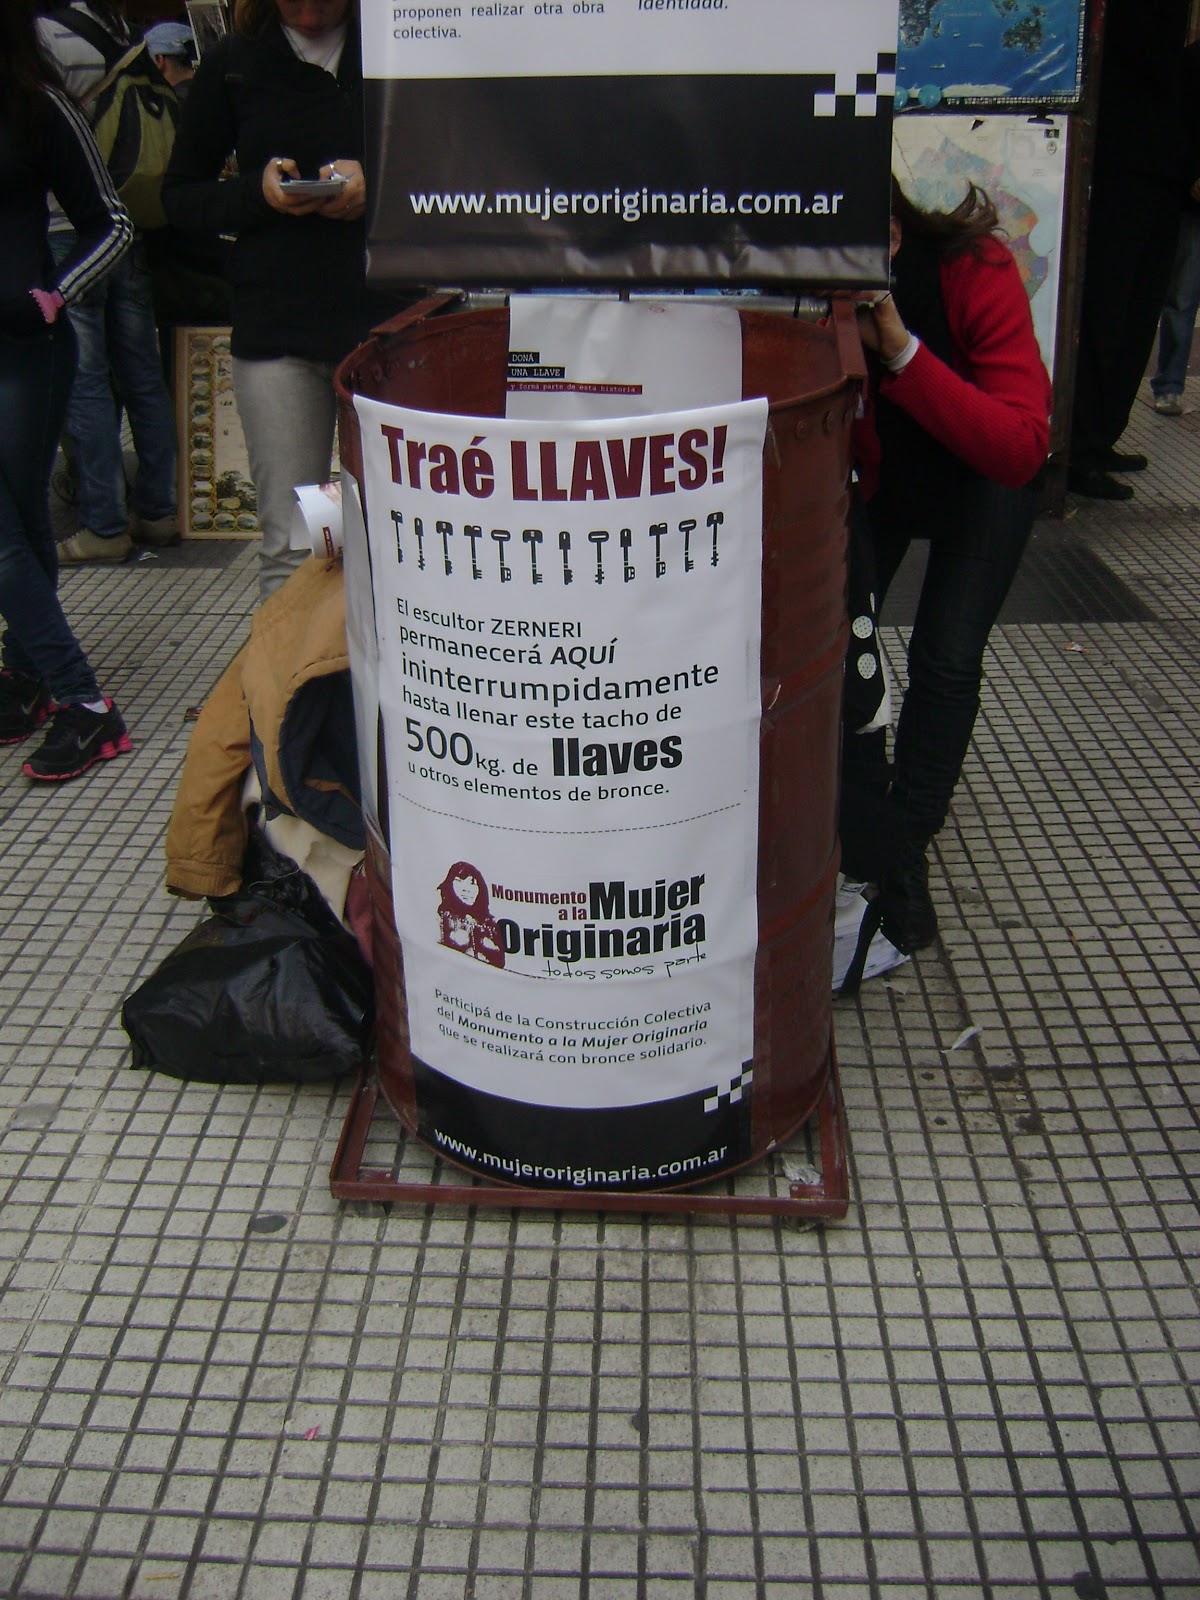 proponen realizar otra obra
colectiva.
identidad.
www.mujeroriginaria.com.ar
DONÁ
UNA LLAVE
y formá parte de esta historia
Traé LLAVES!
El escultor ZERNERI
permanecerá AQUÍ
ininterrumpidamente
hasta llenar este tacho de
500kg. de llaves
u otros elementos de bronce.
Monumento
a la Mujer
Originaria
todos somos parte
Participá de la Construcción Colectiva
del Monumento a la Mujer Originaria
que se realizará con bronce solidario.
www.mujeroriginaria.com.ar